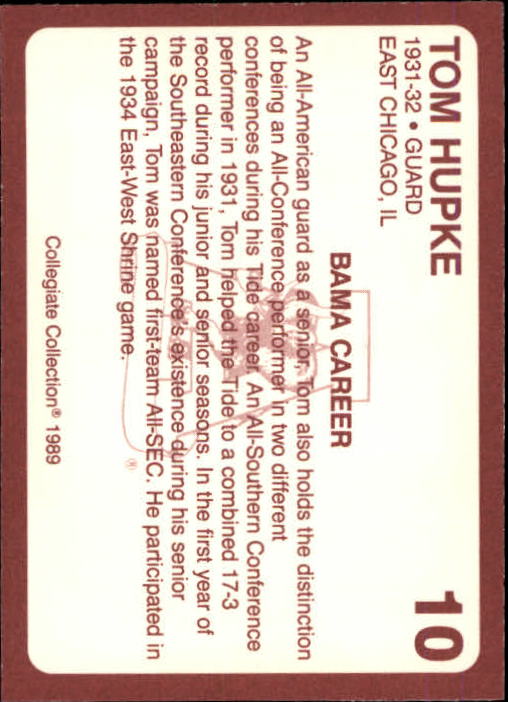 TOM HUPKE
10
1931-32 • GUARD
EAST CHICAGO, IL
BAMA CAREER
An All-American guard as a senior, Tom also holds the distinction
of being an All-Conference performer in two different
conferences during his Tide career. An All-Southern Conference
performer in 1931, Tom helped the Tide to a combined 17-3
record during his junior and senior seasons. In the first year of
the Southeastern Conference's existence during his senior
campaign, Tom was named first-team All-SEC. He participated in
the 1934 East-West Shrine game.
®
Collegiate Collection® 1989